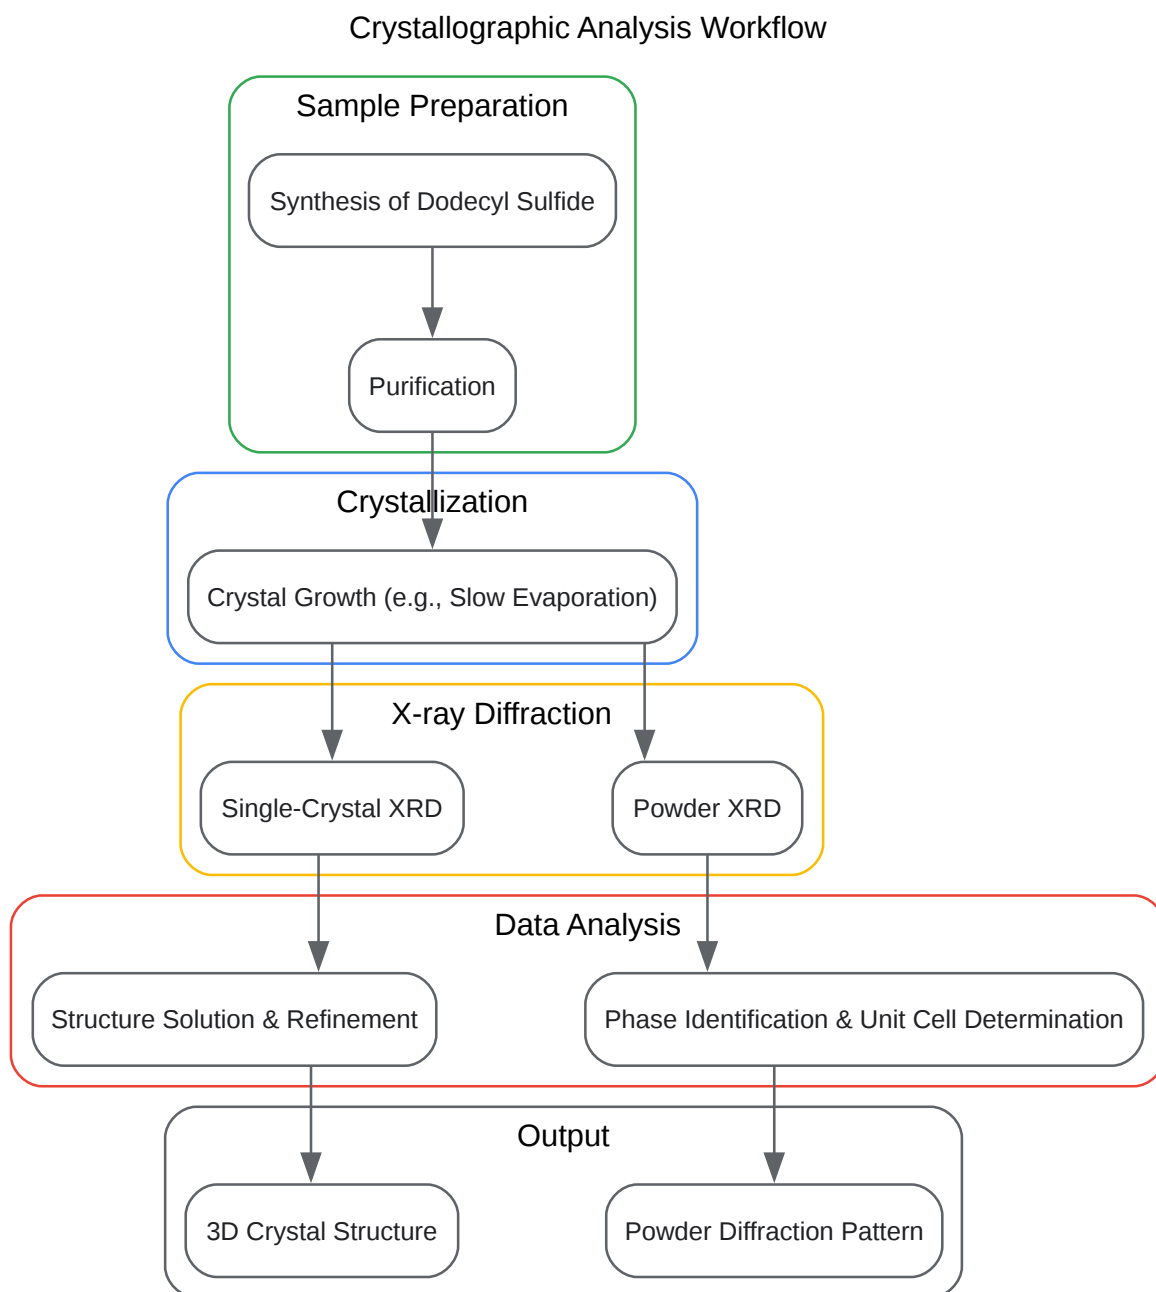 Crystallographic Analysis Workflow
Sample Preparation
Synthesis of Dodecyl Sulfide
Purification
Crystallization
Crystal Growth (e.g., Slow Evaporation)
X-ray Diffraction
Single-Crystal XRD
Powder XRD
Data Analysis
Structure Solution & Refinement
Phase Identification & Unit Cell Determination
Output
3D Crystal Structure
Powder Diffraction Pattern